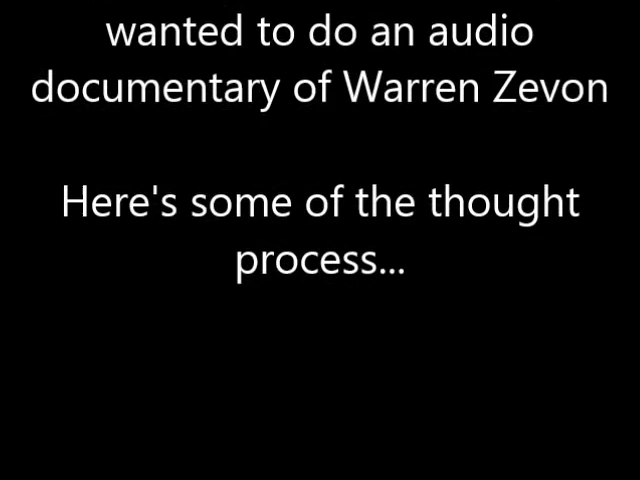 wanted to do an audio
documentary of Warren Zevon
Here's some of the thought
process...